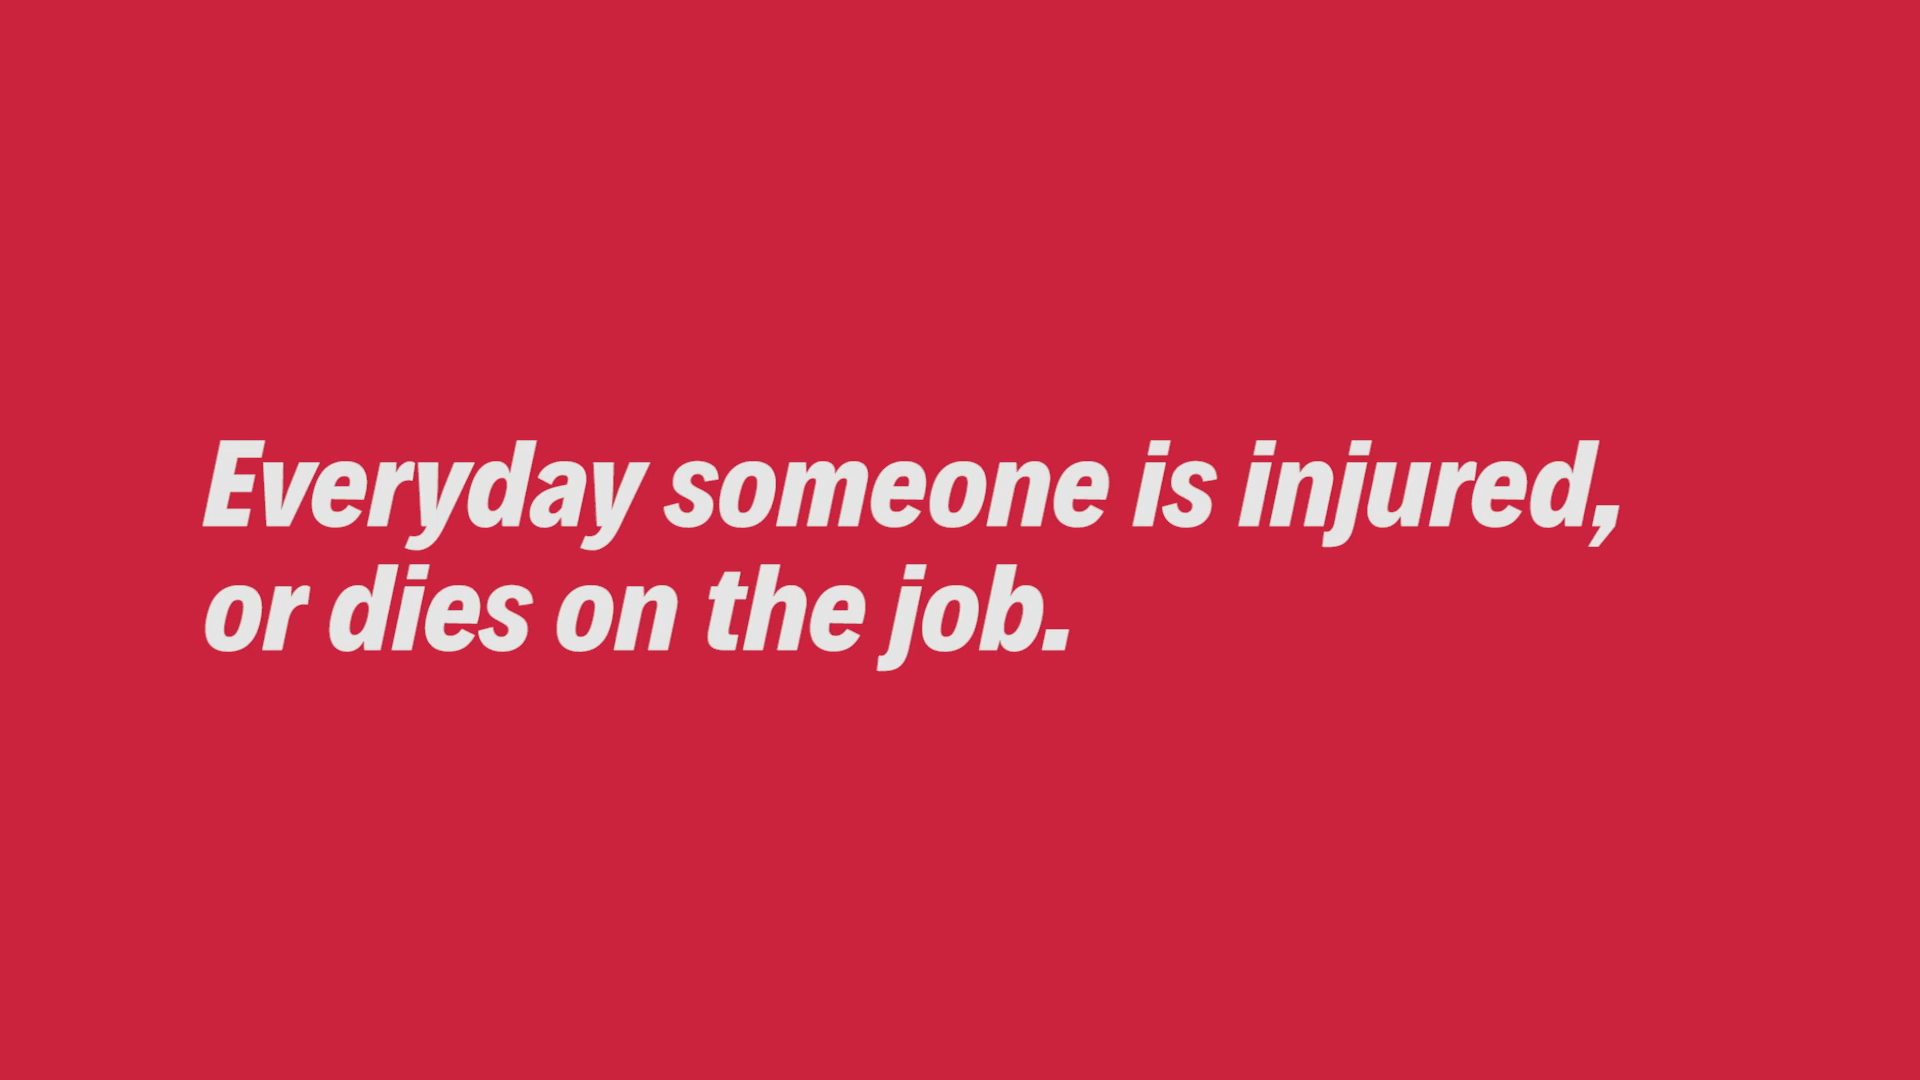 Everyday someone is injured,
or dies on the job.